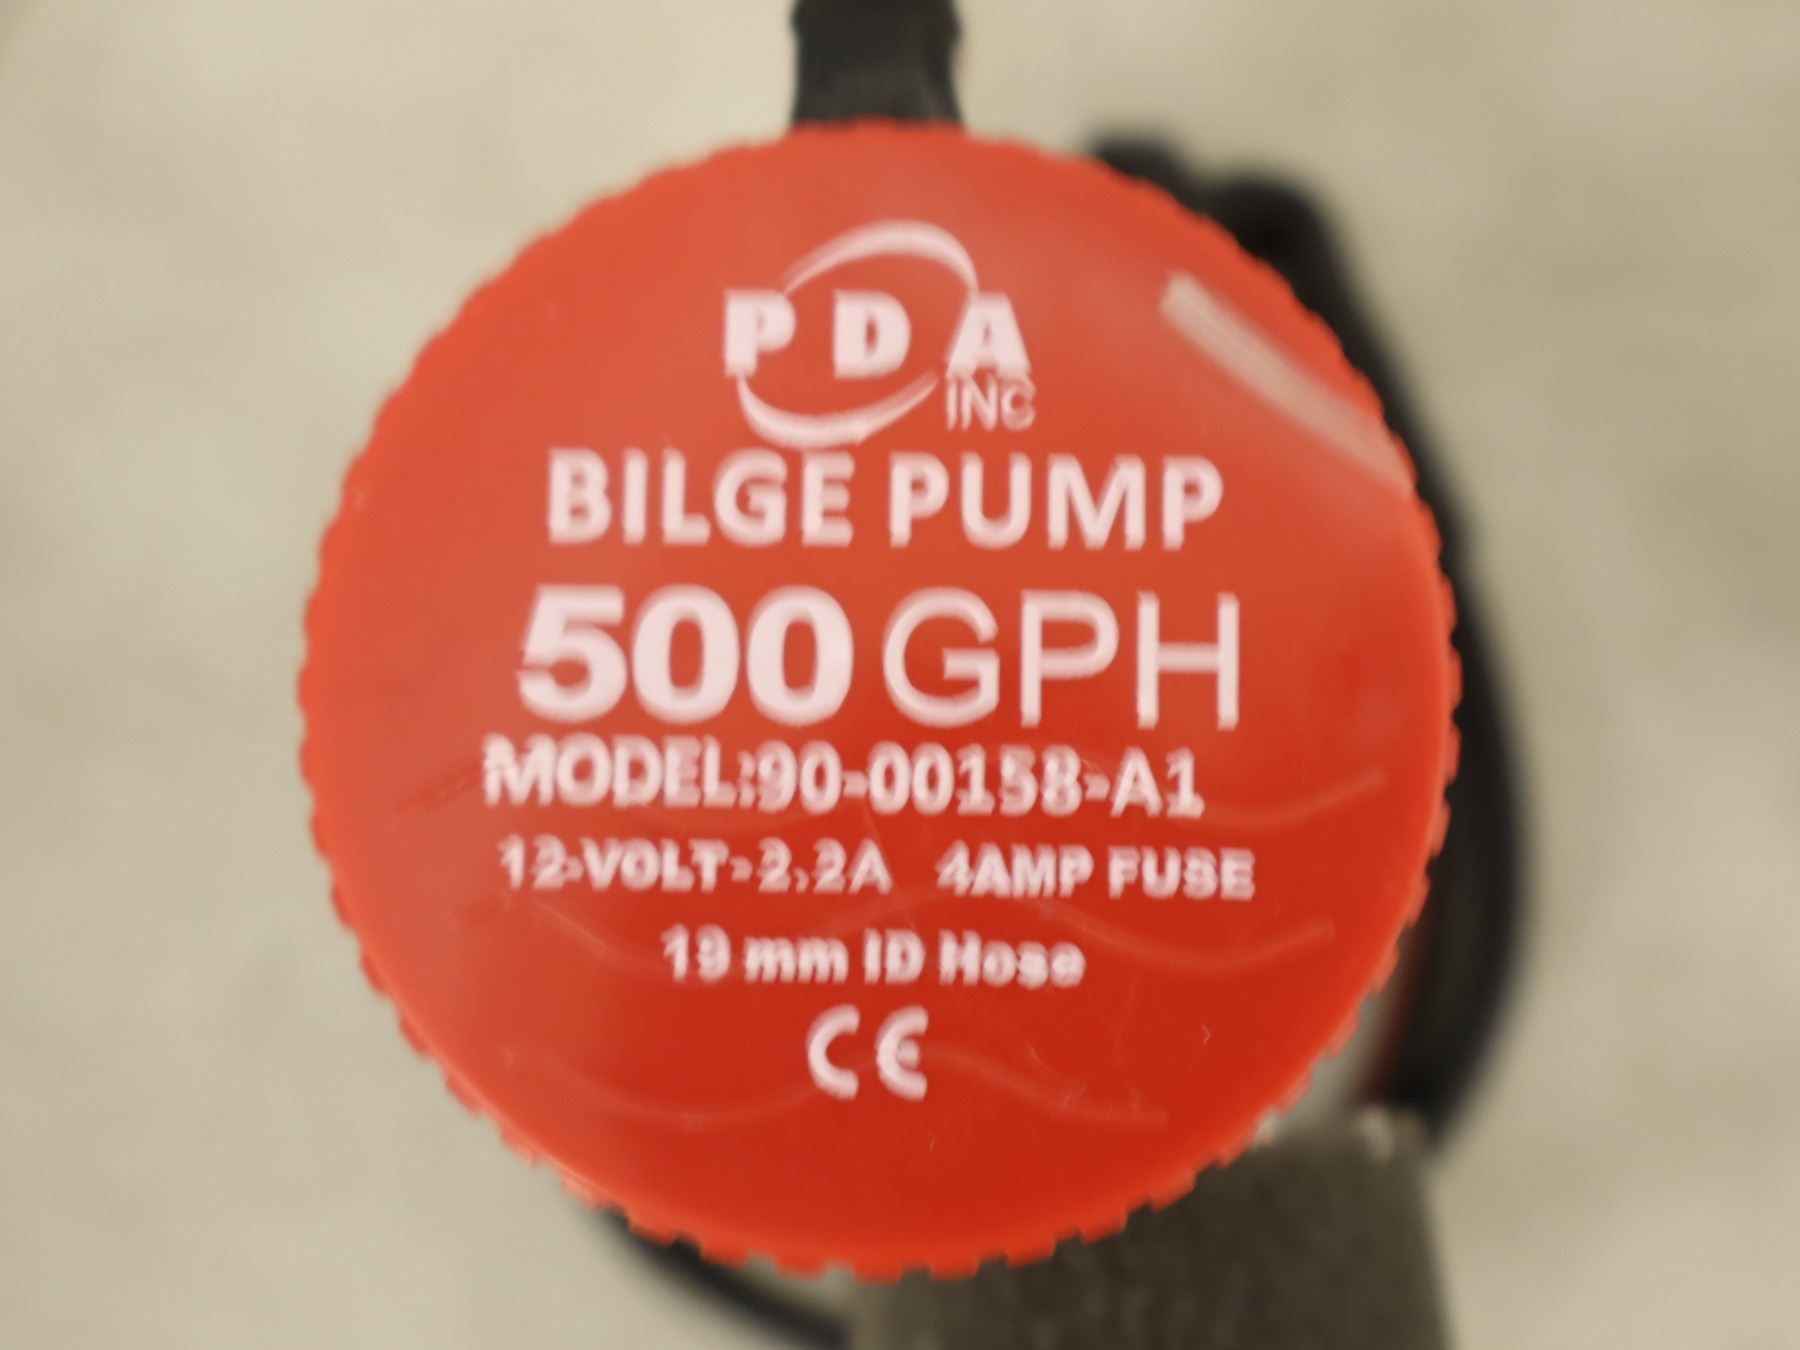 PDA
INC
BILGE PUMP
500 GPH
MODEL:90-00158-A1
12-VOLT-2.2A 4AMP FUSE
19 mm ID Hose
CE